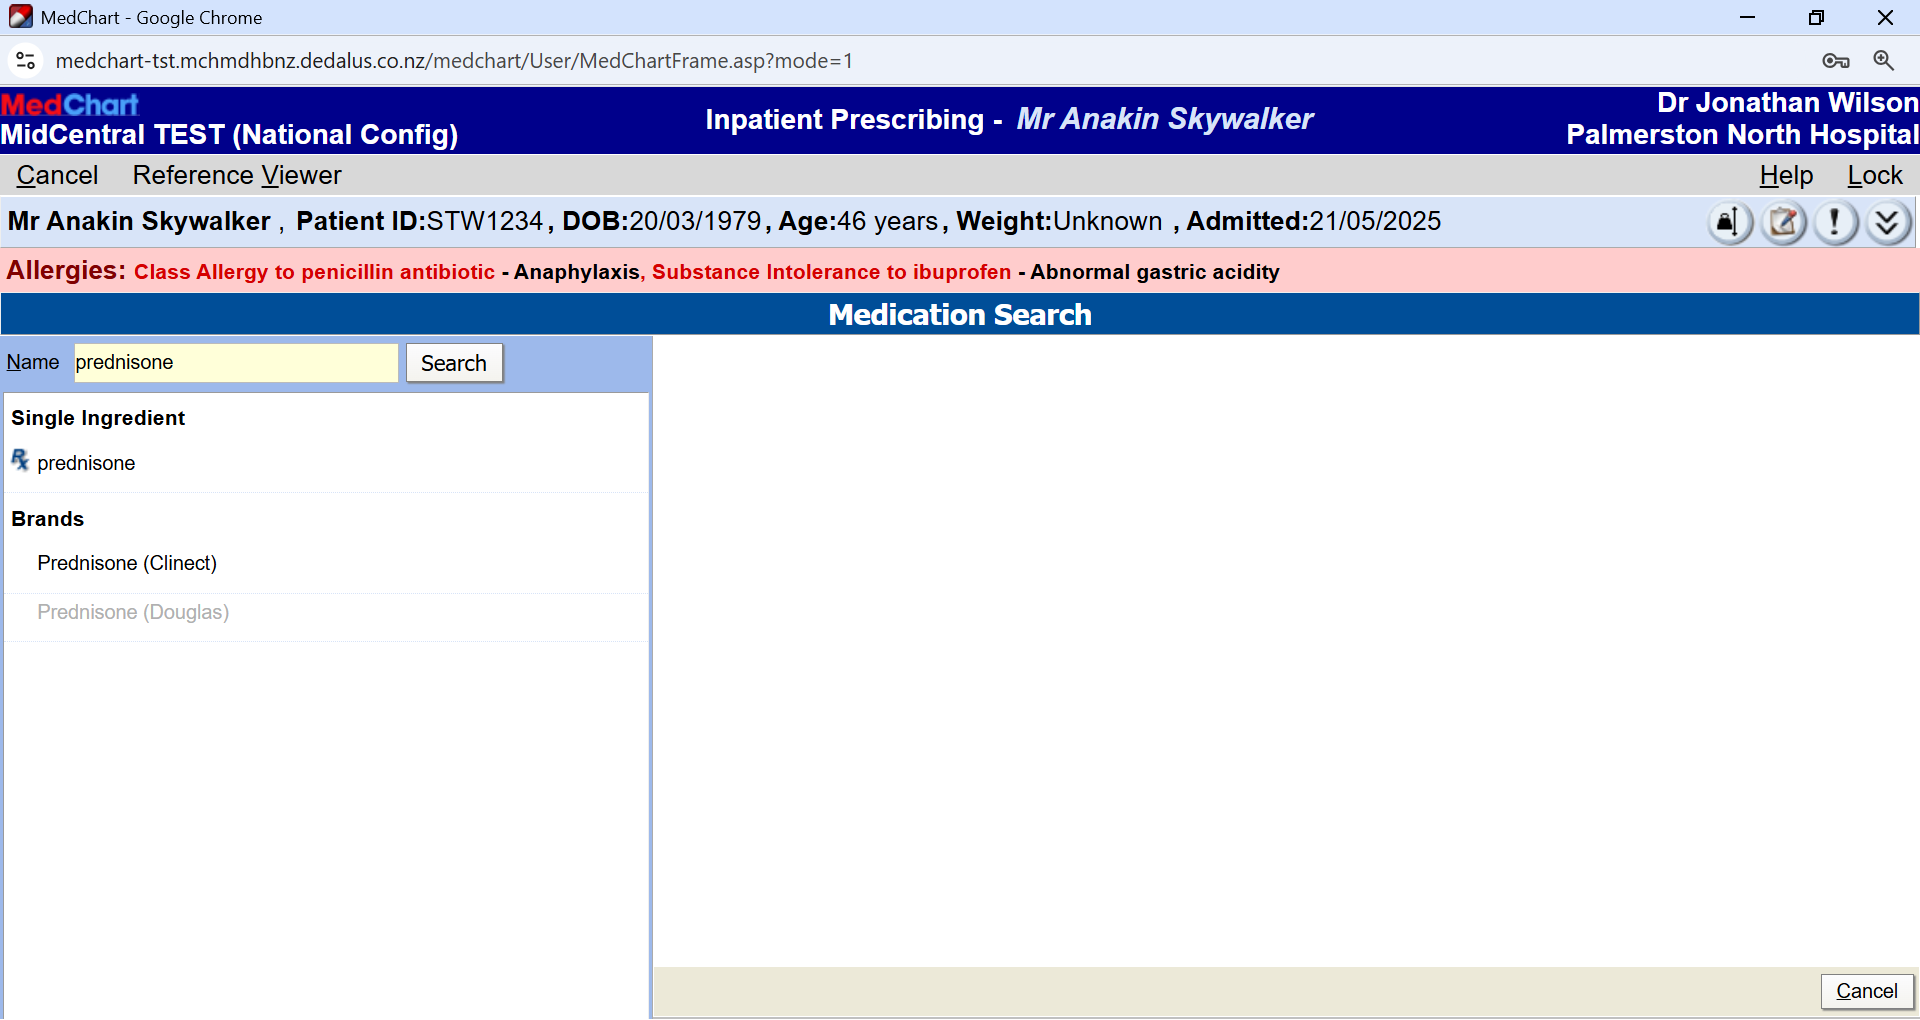 MedChart - Google Chrome
medchart-tst.mchmdhbnz.dedalus.co.nz/medchart/User/MedChartFrame.asp?mode=1
MedChart
MidCentral TEST (National Config)
Inpatient Prescribing - Mr Anakin Skywalker
Dr Jonathan Wilson
Palmerston North Hospital
Cancel Reference Viewer Help Lock
Mr Anakin Skywalker , Patient ID:STW1234, DOB:20/03/1979, Age:46 years, Weight:Unknown , Admitted:21/05/2025
Allergies: Class Allergy to penicillin antibiotic - Anaphylaxis, Substance Intolerance to ibuprofen - Abnormal gastric acidity
Medication Search
Name prednisone Search
Single Ingredient
Rx prednisone
Brands
Prednisone (Clinect)
Prednisone (Douglas)
Cancel